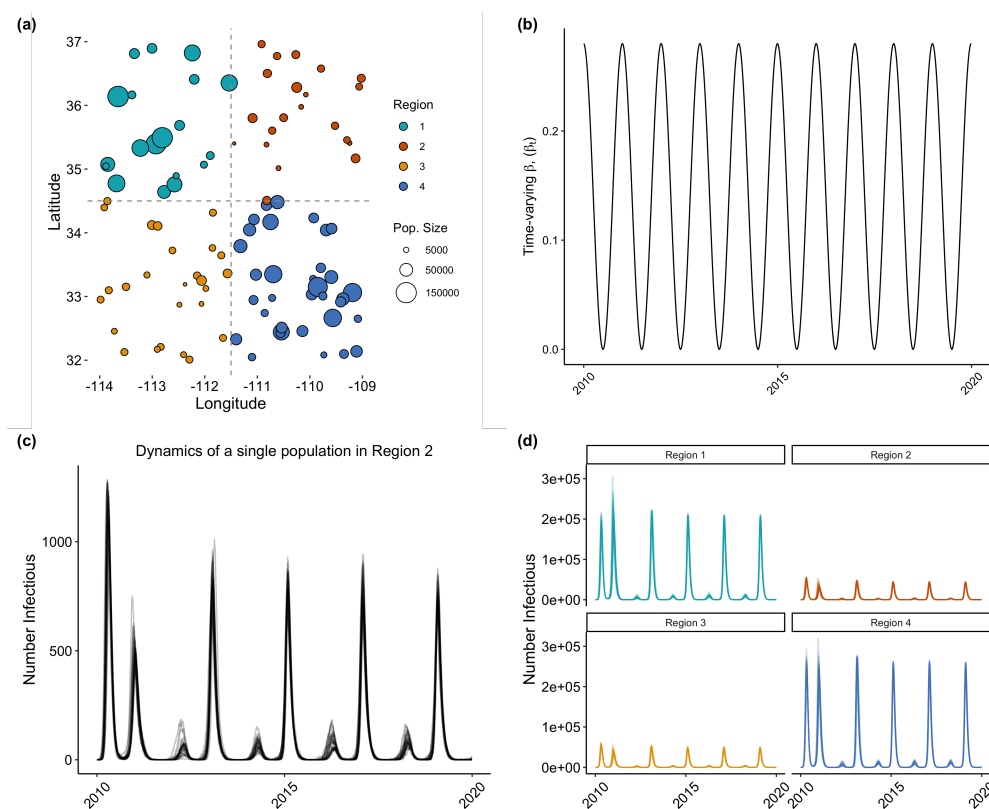 (a)
37
36
35
34
33
32
Latitude
-114
-113
-112
-111
-110
-109
Longitude
Region
1
2
3
4
Pop. Size
5000
50000
150000
(b)
Time-varying β, (βt)
0.2
0.1
0.0
2010
2015
2020
(c)
Dynamics of a single population in Region 2
Number Infectious
1000
500
0
2010
2015
2020
(d)
Number Infectious
Region 1
Region 2
3e+05
2e+05
1e+05
0e+00
Region 3
Region 4
3e+05
2e+05
1e+05
0e+00
2010
2015
2020
2010
2015
2020